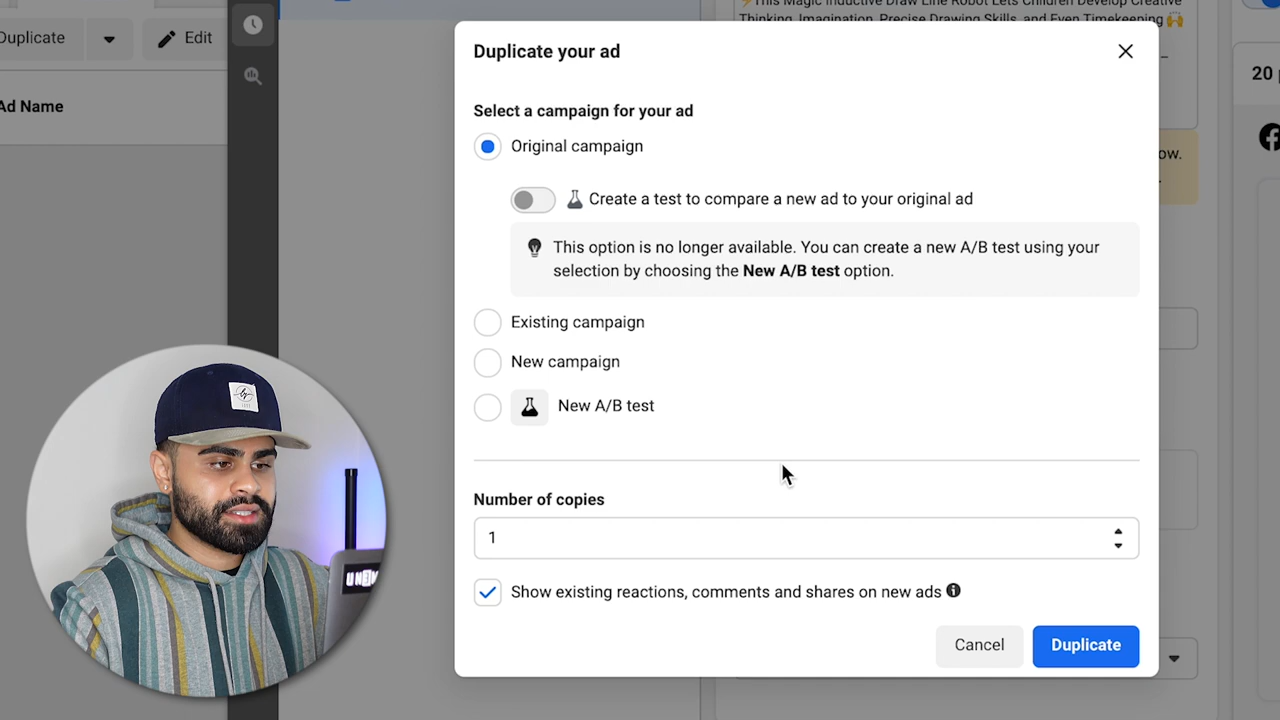 ⚡This Magic Inductive Draw Line Robot Lets Children Develop Creative
Thinking, Imagination, Precise Drawing Skills, and Even Timekeeping 🙌
Duplicate
Edit
Ad Name
20
ow.
Duplicate your ad
Select a campaign for your ad
Original campaign
Create a test to compare a new ad to your original ad
This option is no longer available. You can create a new A/B test using your
selection by choosing the New A/B test option.
Existing campaign
New campaign
New A/B test
Number of copies
1
Show existing reactions, comments and shares on new ads
Cancel
Duplicate